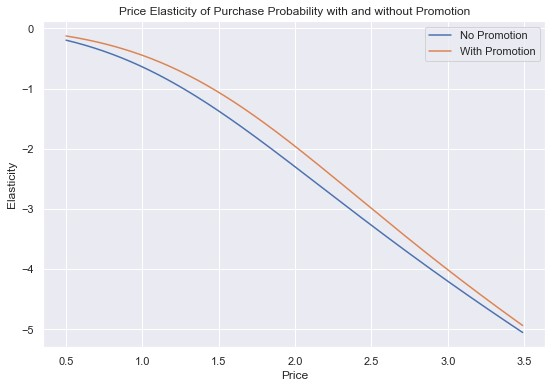 Price Elasticity of Purchase Probability with and without Promotion
No Promotion
With Promotion
0
−1
−2
−3
−4
−5
Elasticity
0.5 1.0 1.5 2.0 2.5 3.0 3.5
Price